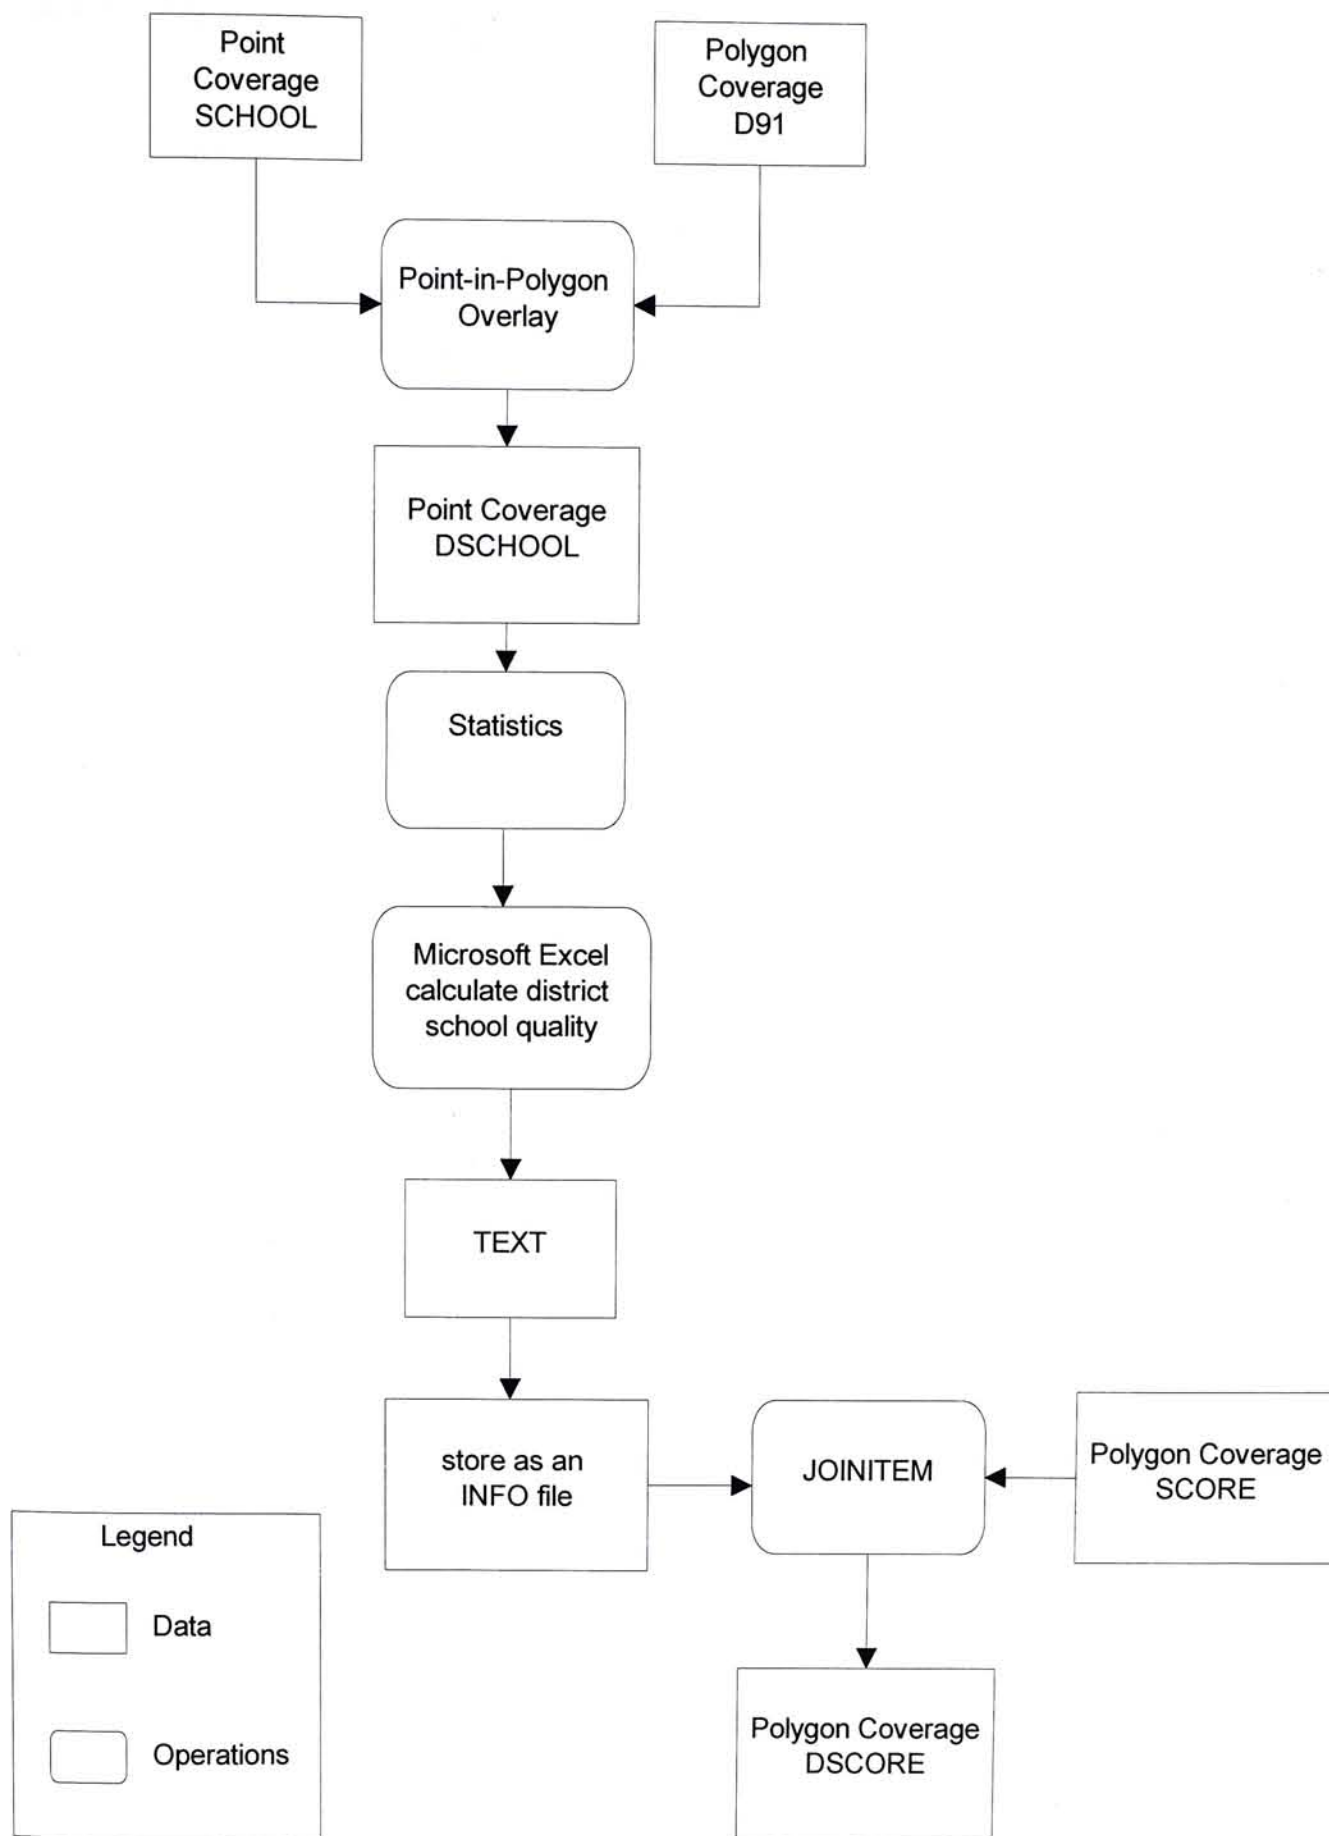 Point
Coverage
SCHOOL
Polygon
Coverage
D91
Point-in-Polygon
Overlay
Point Coverage
DSCHOOL
Statistics
Microsoft Excel
calculate district
school quality
TEXT
store as an
INFO file
JOINITEM
Polygon Coverage
SCORE
Legend
Data
Operations
Polygon Coverage
DSCORE